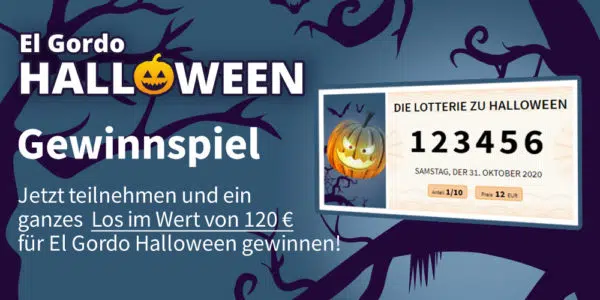 El Gordo
HALLOWEEN
Gewinnspiel
Jetzt teilnehmen und ein
ganzes Los im Wert von 120 €
für El Gordo Halloween gewinnen!
DIE LOTTERIE ZU HALLOWEEN
123456
SAMSTAG, DER 31. OKTOBER 2020
Anteil 1/10 Preis 12 EUR